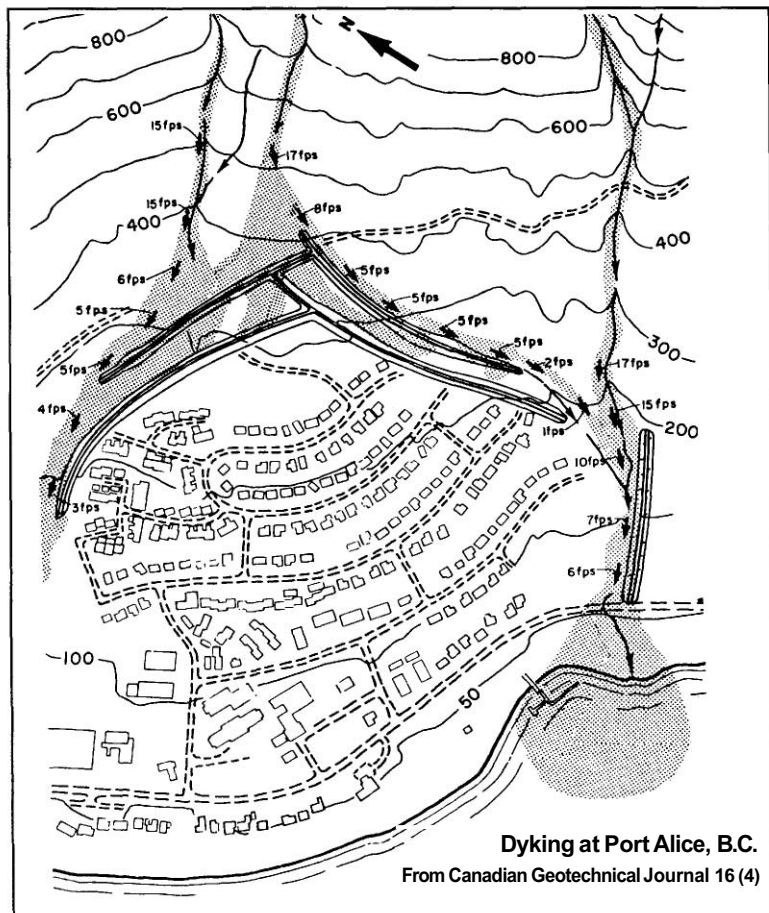 N
800
800
600
600
15fps
17fps
15fps
400
400
8fps
6fps
5fps
5fps
5fps
5fps
5fps
300
5fps
2fps
17fps
4fps
15fps
200
1fps
10fps
3fps
7fps
6fps
100
50
Dyking at Port Alice, B.C.
From Canadian Geotechnical Journal 16 (4)